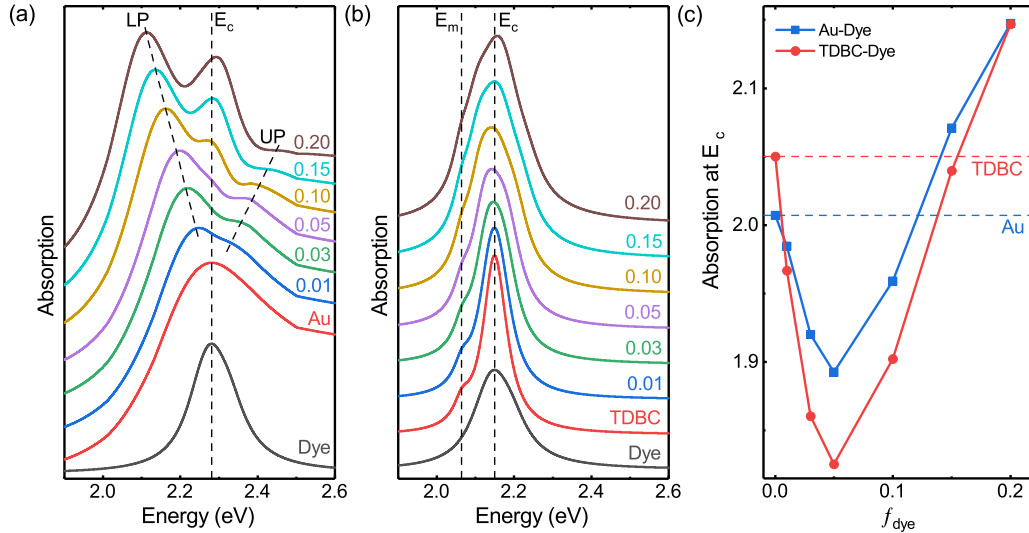 (a)
LP
E_c
UP
0.20
0.15
0.10
0.05
0.03
0.01
Au
Dye
Absorption
2.0 2.2 2.4 2.6
Energy (eV)
(b)
E_m E_c
0.20
0.15
0.10
0.05
0.03
0.01
TDBC
Dye
Absorption
2.0 2.2 2.4 2.6
Energy (eV)
(c)
Au-Dye
TDBC-Dye
2.1
2.0
1.9
TDBC
Au
Absorption at E_c
0.0 0.1 0.2
f_dye